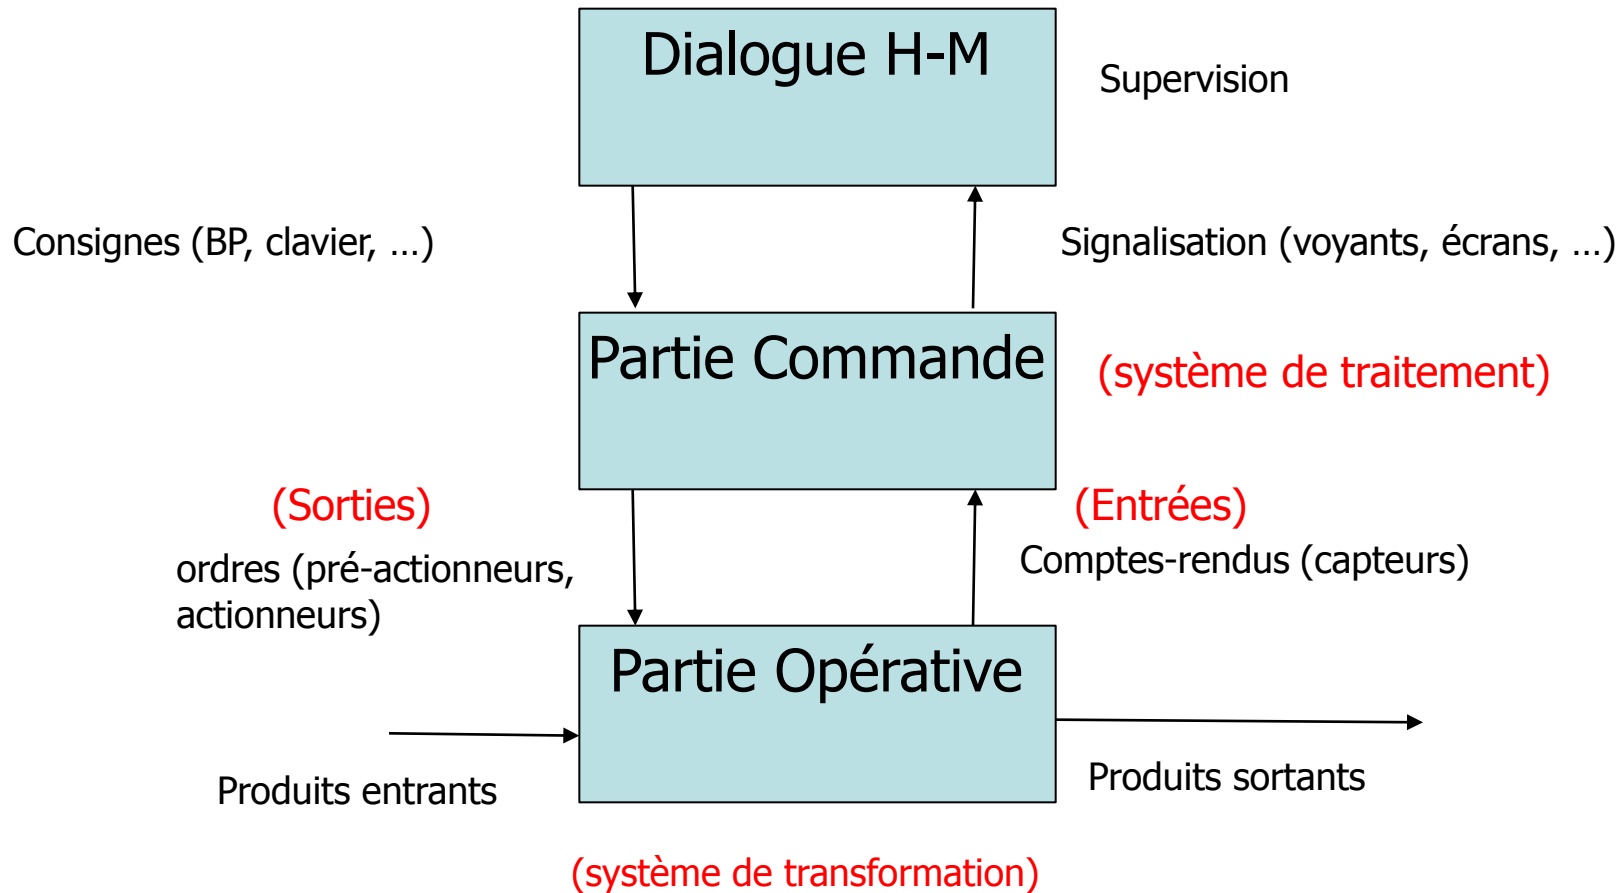 Dialogue H-M
Supervision
Consignes (BP, clavier, ...)
Signalisation (voyants, écrans, ...)
Partie Commande
(système de traitement)
(Sorties)
(Entrées)
ordres (pré-actionneurs,
actionneurs)
Comptes-rendus (capteurs)
Partie Opérative
Produits entrants
Produits sortants
(système de transformation)